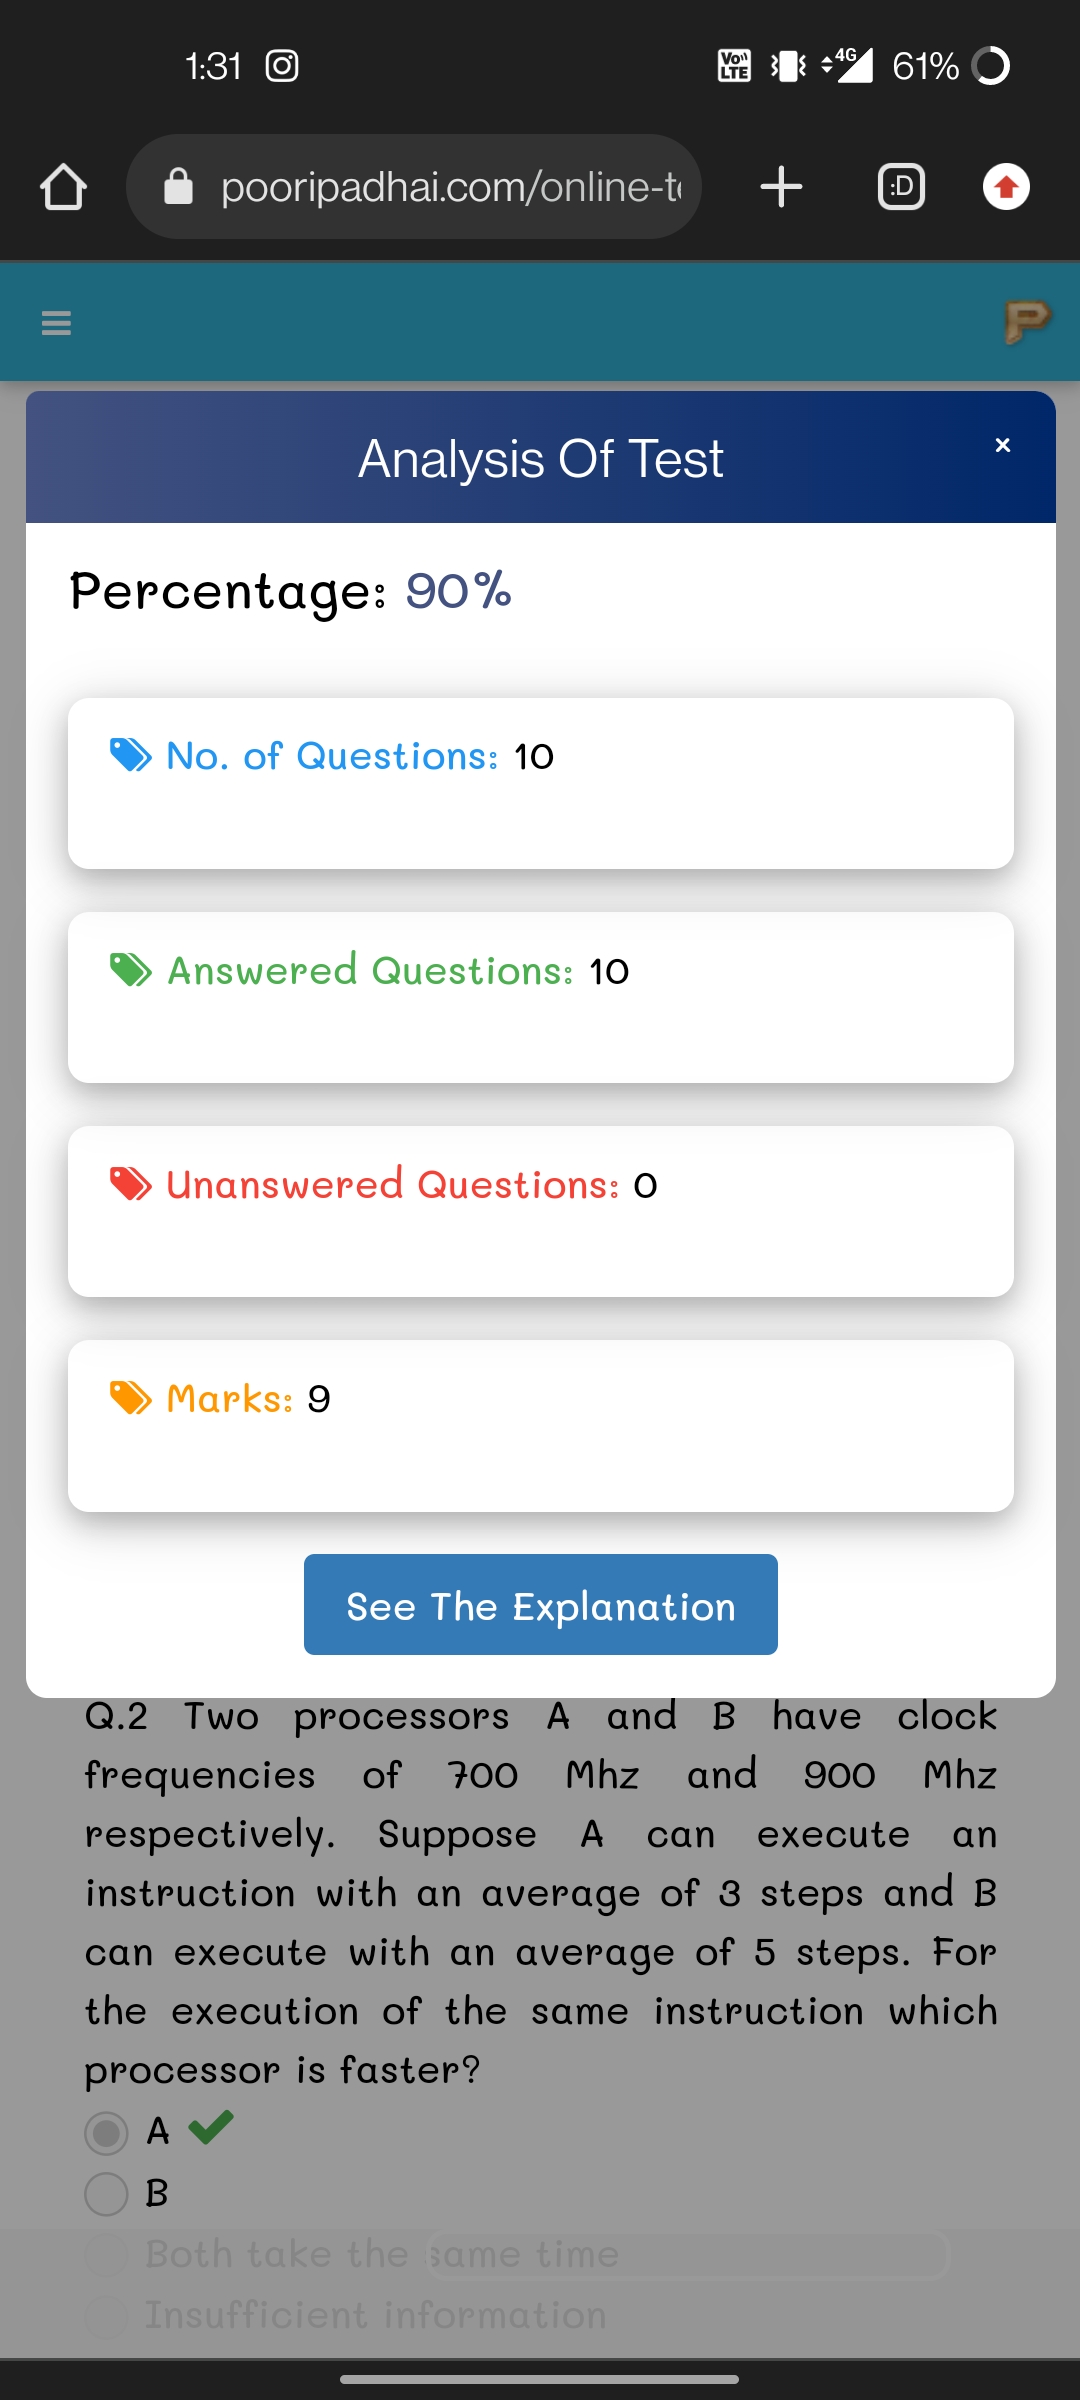 1:31
VoLTE
4G
61%
pooripadhai.com/online-te
:D
P
Analysis Of Test
×
Percentage: 90%
No. of Questions: 10
Answered Questions: 10
Unanswered Questions: 0
Marks: 9
See The Explanation
Q.2 Two processors A and B have clock
frequencies of 700 Mhz and 900 Mhz
respectively. Suppose A can execute an
instruction with an average of 3 steps and B
can execute with an average of 5 steps. For
the execution of the same instruction which
processor is faster?
A
B
Both take the same time
Insufficient information